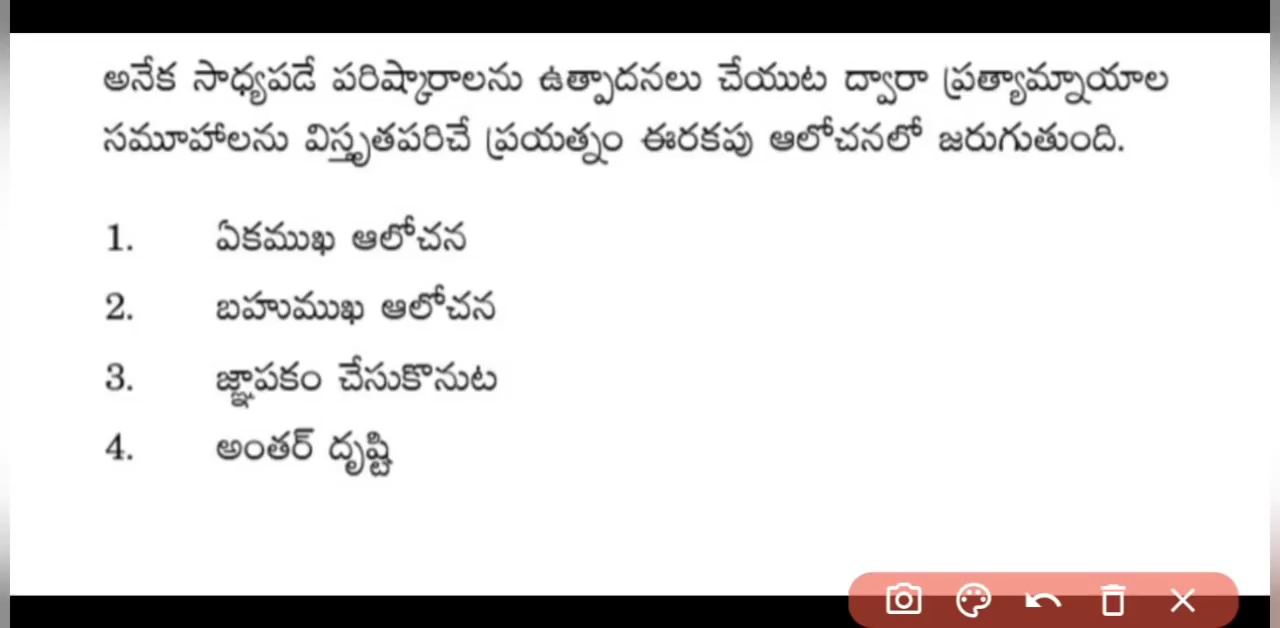 అనేక సాధ్యపడే పరిష్కారాలను ఉత్పాదనలు చేయుట ద్వారా ప్రత్యామ్నాయాల
సమూహాలను విస్తృతపరిచే ప్రయత్నం ఈరకపు ఆలోచనలో జరుగుతుంది.
1. ఏకముఖ ఆలోచన
2. బహుముఖ ఆలోచన
3. జ్ఞాపకం చేసుకొనుట
4. అంతర్ దృష్టి